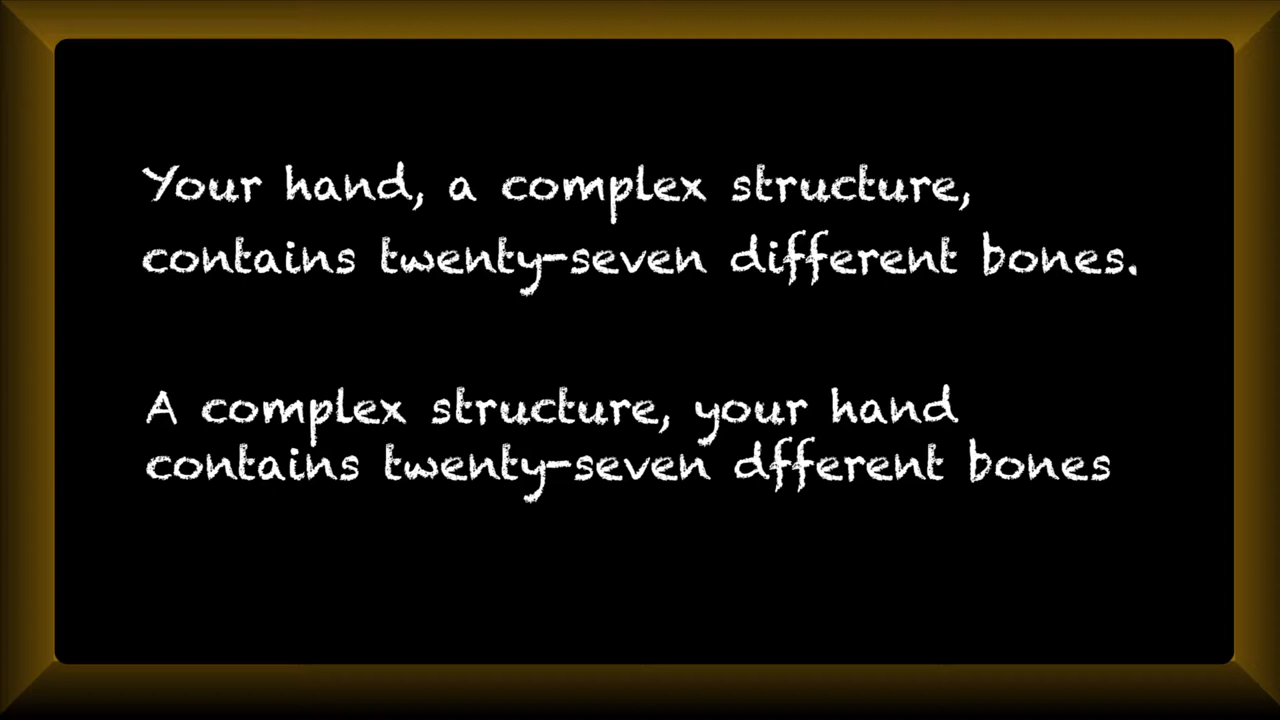 Your hand, a complex structure,
contains twenty-seven different bones.
A complex structure, your hand
contains twenty-seven dfferent bones